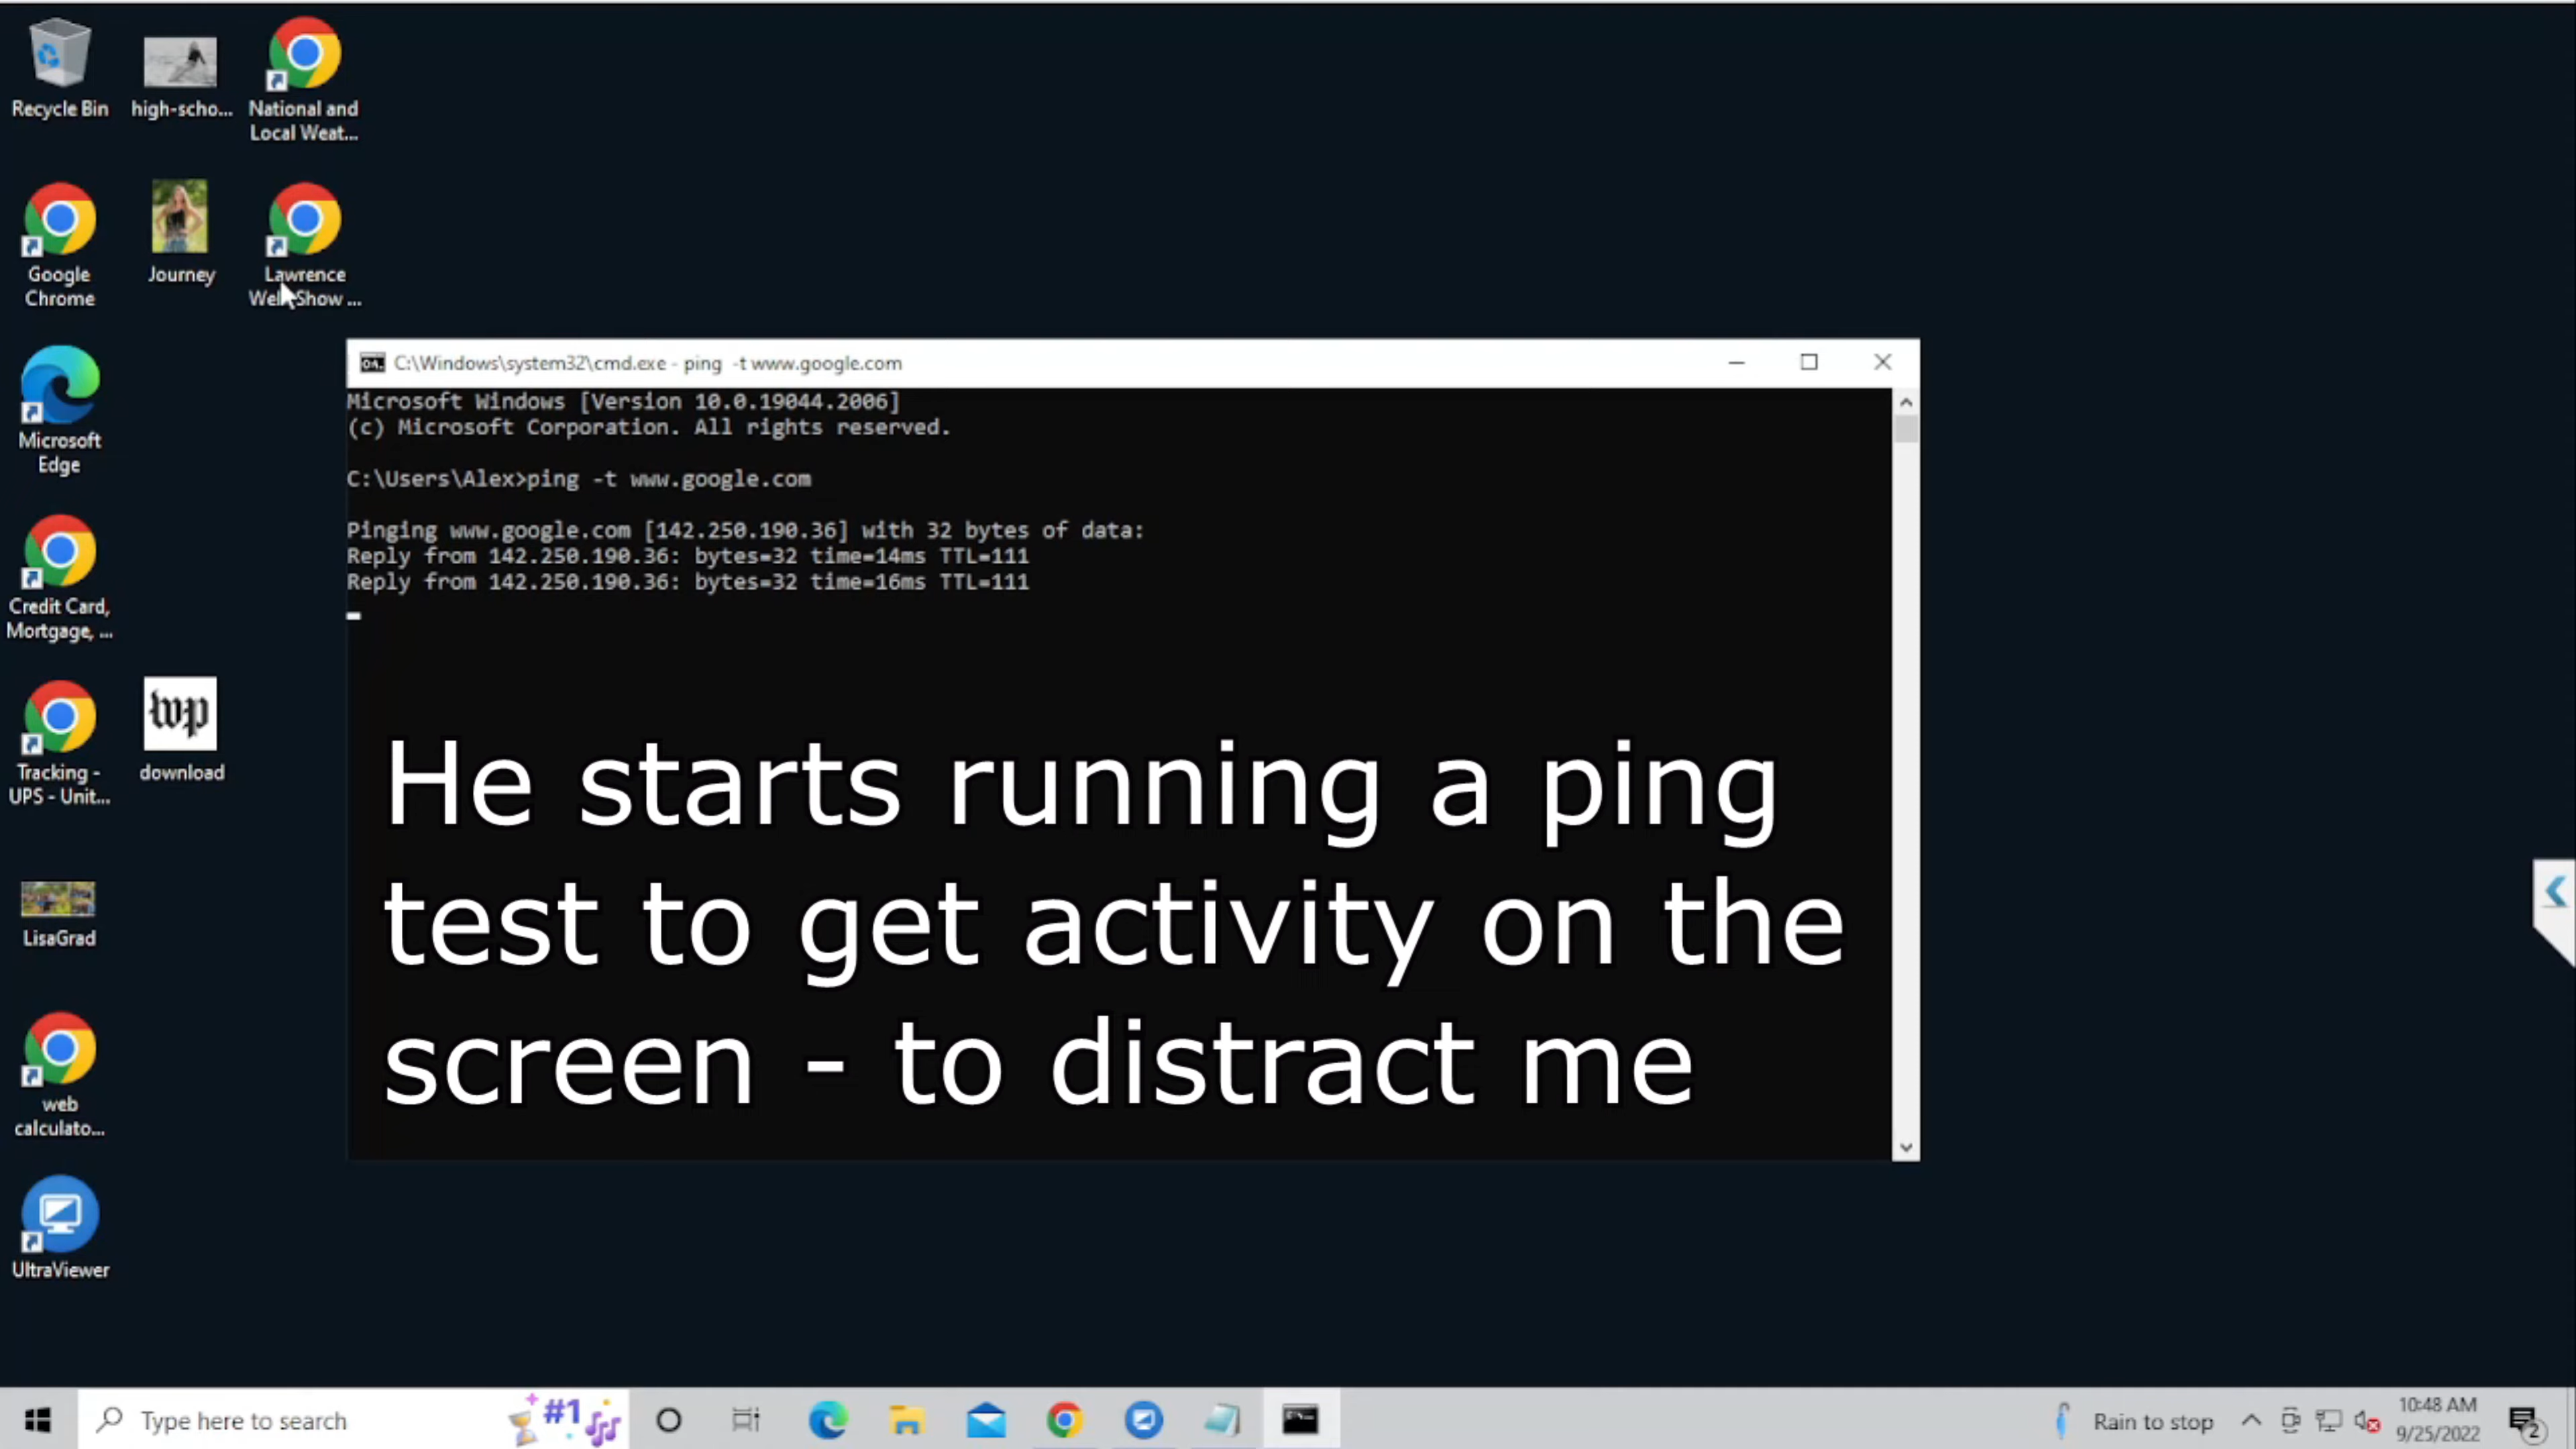 Recycle Bin
high-scho...
National and
Local Weat...
Google
Chrome
Journey
Lawrence
Welk Show ...
Microsoft
Edge
Credit Card,
Mortgage, ...
Tracking -
UPS - Unit...
wp
download
LisaGrad
web
calculato...
UltraViewer
C:\Windows\system32\cmd.exe - ping  -t www.google.com
Microsoft Windows [Version 10.0.19044.2006]
(c) Microsoft Corporation. All rights reserved.
C:\Users\Alex>ping -t www.google.com
Pinging www.google.com [142.250.190.36] with 32 bytes of data:
Reply from 142.250.190.36: bytes=32 time=14ms TTL=111
Reply from 142.250.190.36: bytes=32 time=16ms TTL=111
He starts running a ping
test to get activity on the
screen - to distract me
Type here to search
#1
Rain to stop
10:48 AM
9/25/2022
2